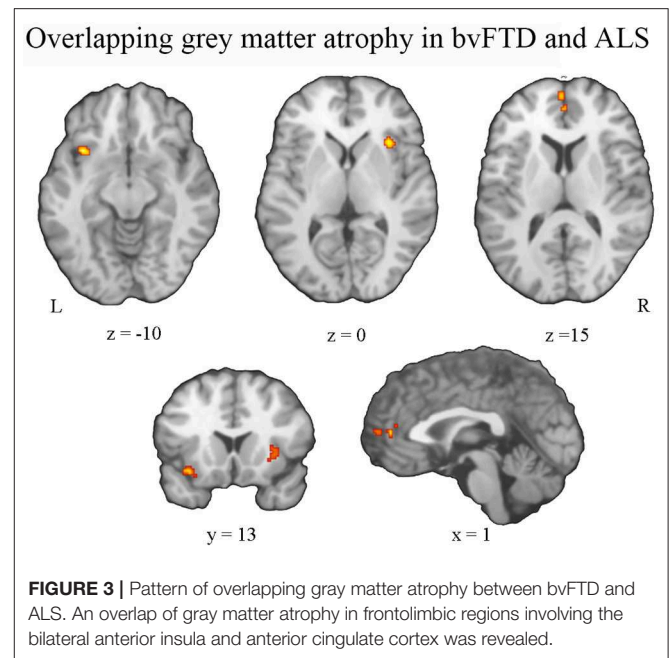 Overlapping grey matter atrophy in bvFTD and ALS
L
R
z = -10
z = 0
z =15
y = 13
x = 1
FIGURE 3 | Pattern of overlapping gray matter atrophy between bvFTD and
ALS. An overlap of gray matter atrophy in frontolimbic regions involving the
bilateral anterior insula and anterior cingulate cortex was revealed.